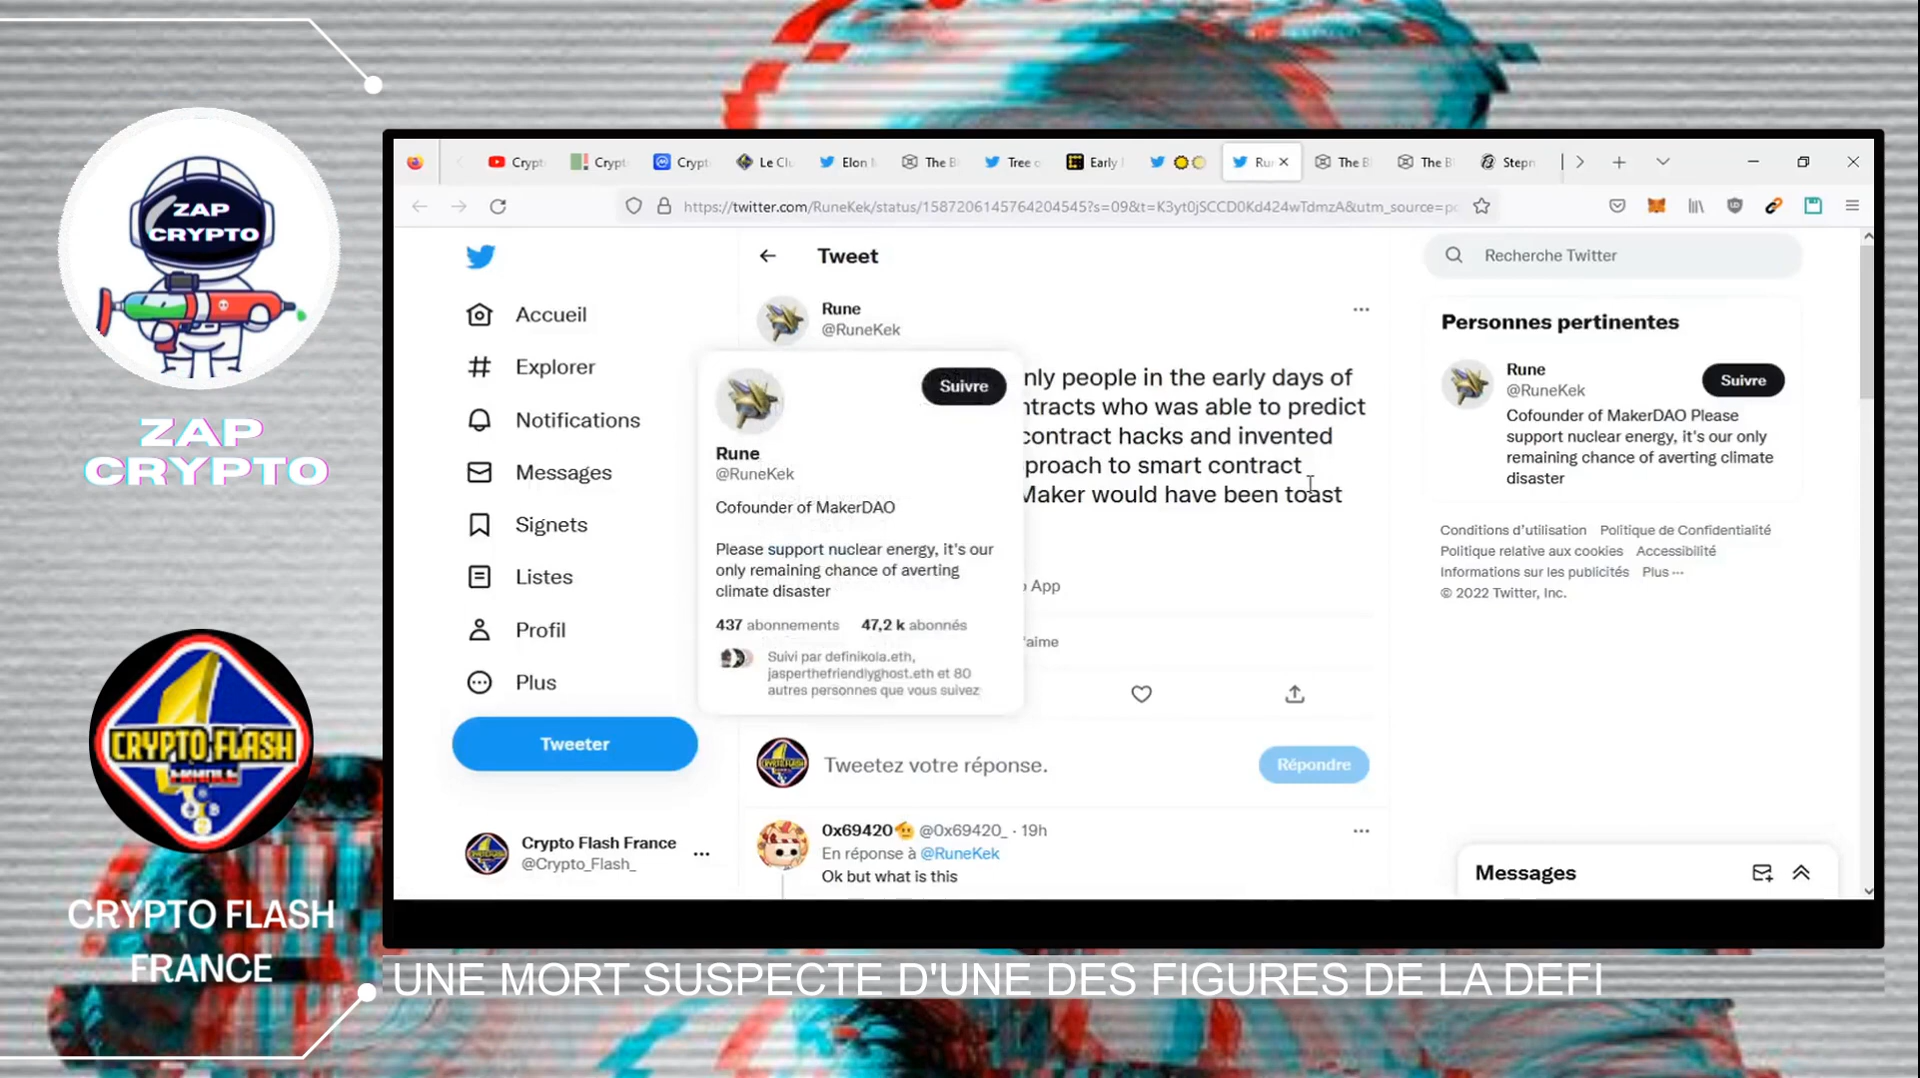 ZAP
CRYPTO
ZAP
CRYPTO
CRYPTO FLASH
CRYPTO FLASH
FRANCE
Crypt
Crypt
Crypt
Le Cl
Elon
The B
Tree o
Early
Ru
The B
The B
Stepn
https://twitter.com/RuneKek/status/1587206145764204545?s=09&t=K3yt0jSCCD0Kd424wTdmzA&utm_source=p
Accueil
Explorer
Notifications
Messages
Signets
Listes
Profil
Plus
Tweeter
Crypto Flash France
@Crypto_Flash_
Tweet
Rune
@RuneKek
nly people in the early days of
ntracts who was able to predict
contract hacks and invented
proach to smart contract
Maker would have been toast
App
'aime
Suivre
Rune
@RuneKek
Cofounder of MakerDAO
Please support nuclear energy, it's our
only remaining chance of averting
climate disaster
437 abonnements 47,2 k abonnés
Suivi par definikola.eth,
jasperthefriendlyghost.eth et 80
autres personnes que vous suivez
Tweetez votre réponse.
Répondre
0x69420 @0x69420_ · 19h
En réponse à @RuneKek
Ok but what is this
Recherche Twitter
Personnes pertinentes
Rune
@RuneKek
Suivre
Cofounder of MakerDAO Please
support nuclear energy, it's our only
remaining chance of averting climate
disaster
Conditions d'utilisation Politique de Confidentialité
Politique relative aux cookies Accessibilité
Informations sur les publicités Plus ···
© 2022 Twitter, Inc.
Messages
UNE MORT SUSPECTE D'UNE DES FIGURES DE LA DEFI